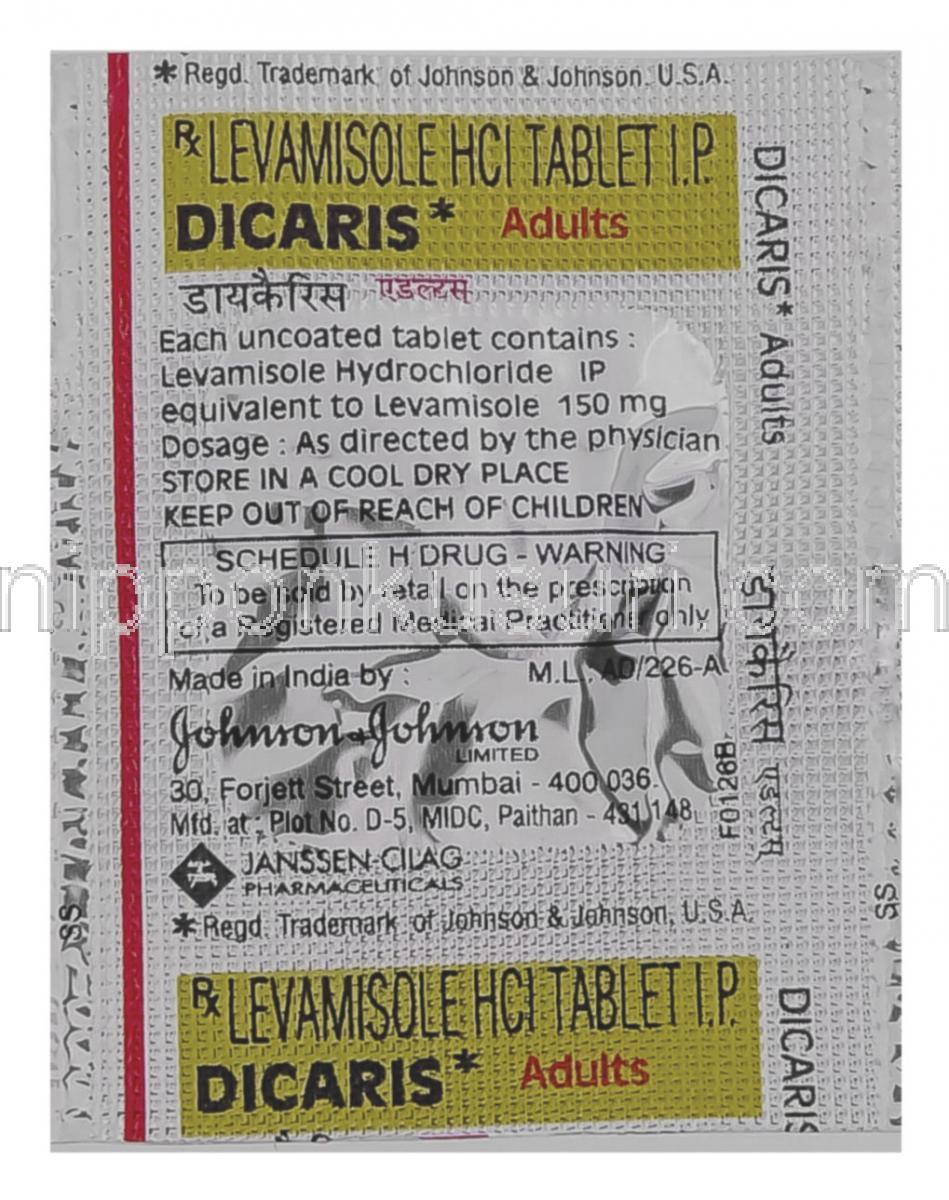 * Regd. Trademark of Johnson & Johnson. U.S.A.
Rx LEVAMISOLE HCl TABLET I.P.
DICARIS* Adults
डायकैरिस एडल्ट्स
Each uncoated tablet contains :
Levamisole Hydrochloride IP
equivalent to Levamisole 150 mg
Dosage : As directed by the physician
STORE IN A COOL DRY PLACE
KEEP OUT OF REACH OF CHILDREN
SCHEDULE H DRUG - WARNING
To be sold by retail on the prescription
of a Registered Medical Practitioner only
Made in India by : M.L. AD/226-A
Johnson & Johnson
LIMITED
30, Forjett Street, Mumbai - 400 036.
Mfd. at : Plot No. D-5, MIDC, Paithan - 431 148.
JANSSEN-CILAG
PHARMACEUTICALS
* Regd. Trademark of Johnson & Johnson, U.S.A.
Rx LEVAMISOLE HCl TABLET I.P.
DICARIS* Adults
DICARIS* Adults
डायकैरिस एडल्ट्स
F0126B
DICARIS
SS
SS